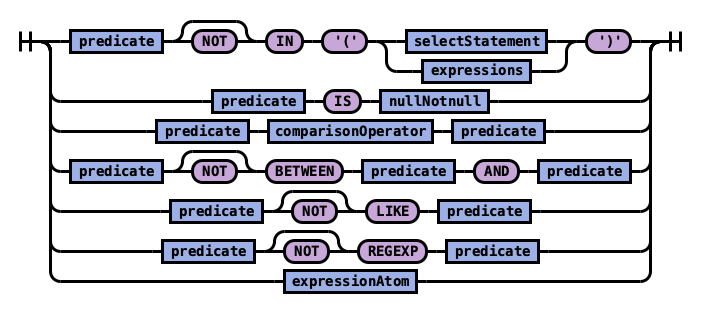 predicate NOT IN '(' selectStatement ')'
expressions
predicate IS nullNotnull
predicate comparisonOperator predicate
predicate NOT BETWEEN predicate AND predicate
predicate NOT LIKE predicate
predicate NOT REGEXP predicate
expressionAtom